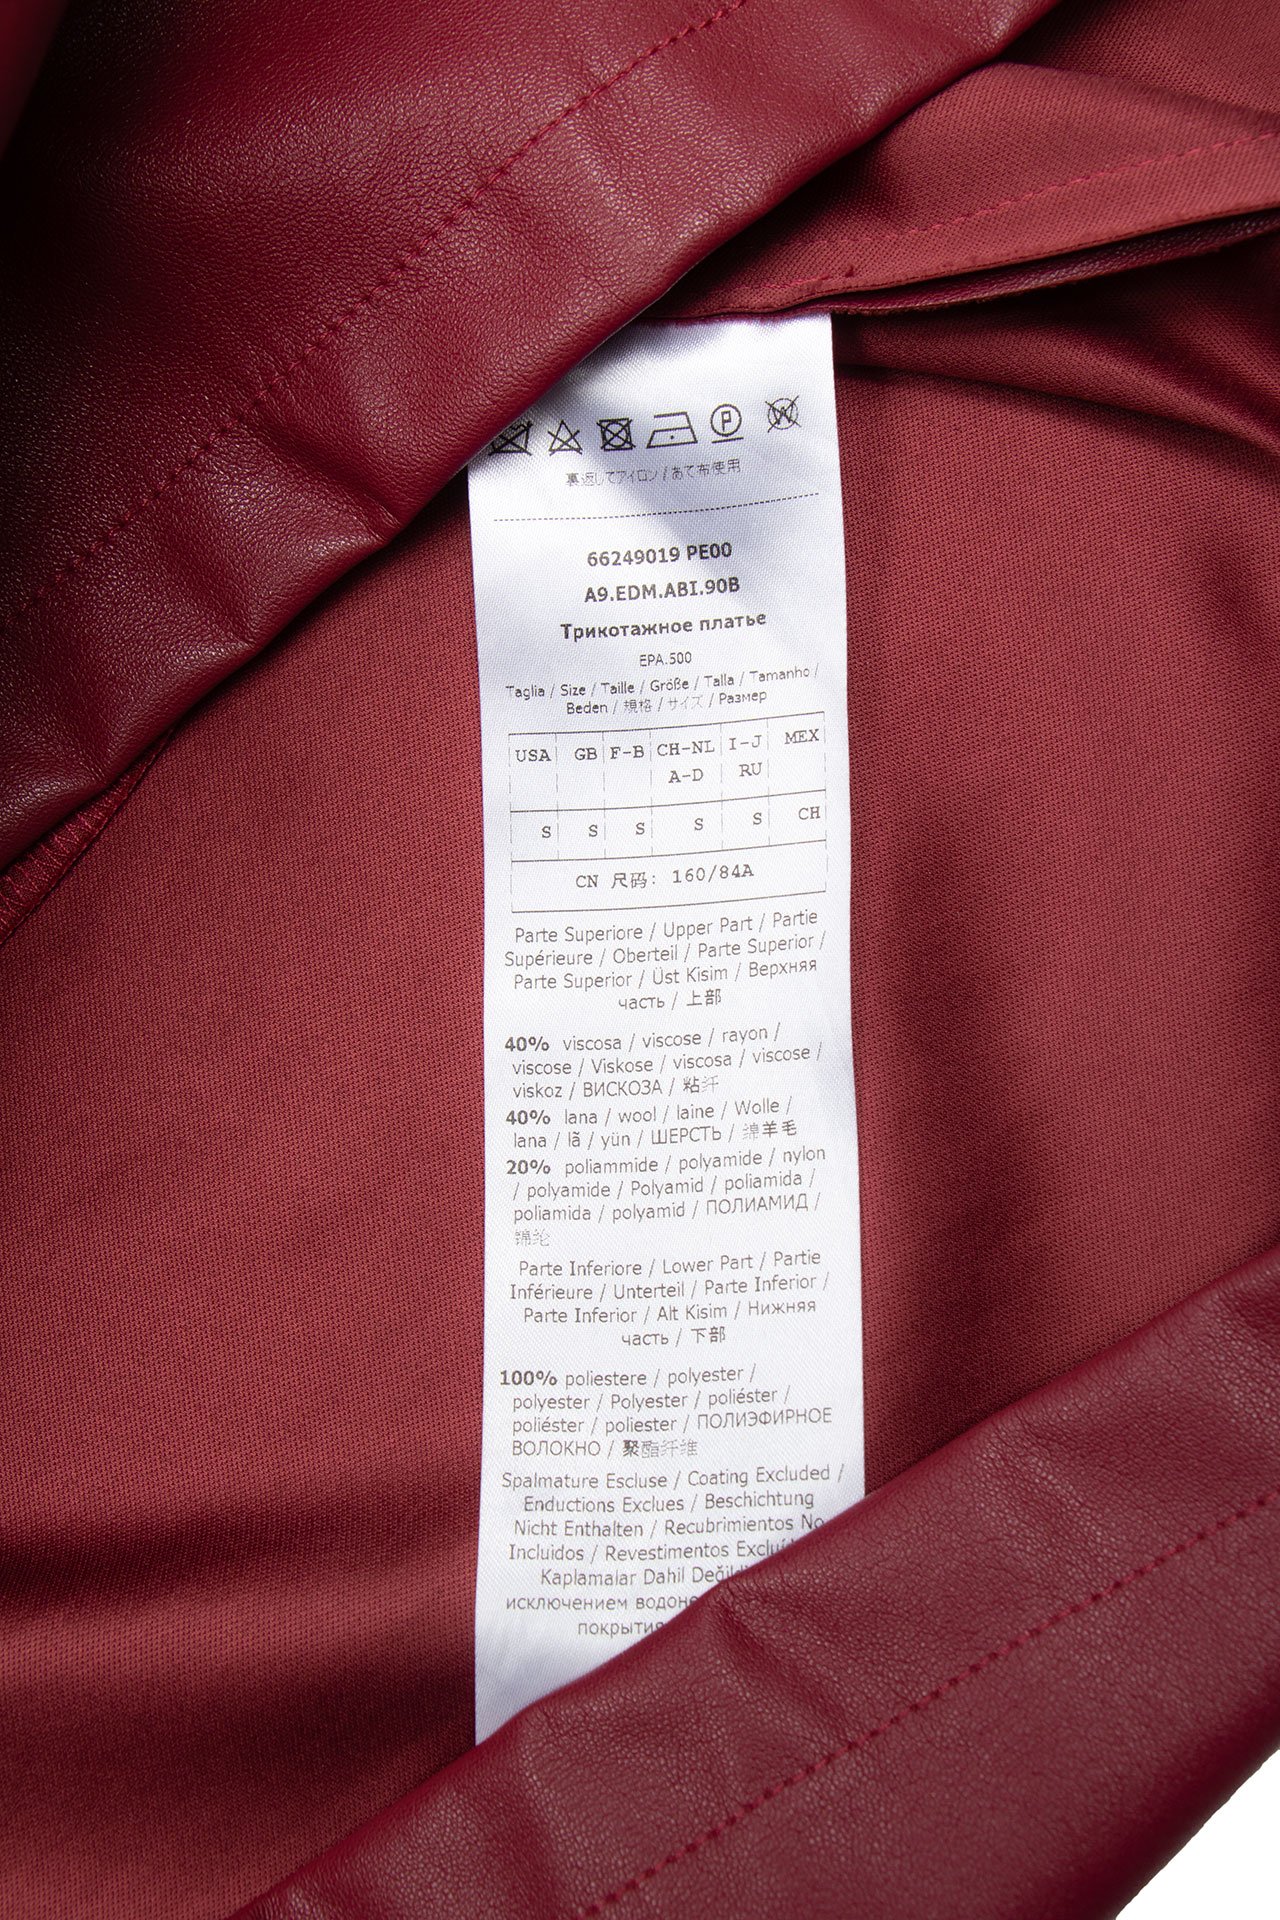 P W
裏返してアイロン / あて布使用
66249019 PE00
A9.EDM.ABI.90B
Трикотажное платье
EPA.500
Taglia / Size / Taille / Größe / Talla / Tamanho /
Beden / 規格 / サイズ / Размер
USA GB F-B CH-NL I-J MEX
A-D RU
S S S S S CH
CN 尺码: 160/84A
Parte Superiore / Upper Part / Partie
Supérieure / Oberteil / Parte Superior /
Parte Superior / Üst Kisim / Верхняя
часть / 上部
40% viscosa / viscose / rayon /
viscose / Viskose / viscosa / viscose /
viskoz / ВИСКОЗА / 粘纤
40% lana / wool / laine / Wolle /
lana / lã / yün / ШЕРСТЬ / 绵羊毛
20% poliammide / polyamide / nylon
/ polyamide / Polyamid / poliamida /
poliamida / polyamid / ПОЛИАМИД /
锦纶
Parte Inferiore / Lower Part / Partie
Inférieure / Unterteil / Parte Inferior /
Parte Inferior / Alt Kisim / Нижняя
часть / 下部
100% poliestere / polyester /
polyester / Polyester / poliéster /
poliéster / poliester / ПОЛИЭФИРНОЕ
ВОЛОКНО / 聚酯纤维
Spalmature Escluse / Coating Excluded /
Enductions Exclues / Beschichtung
Nicht Enthalten / Recubrimientos No
Incluidos / Revestimentos
Kaplamalar Dahil
исключением